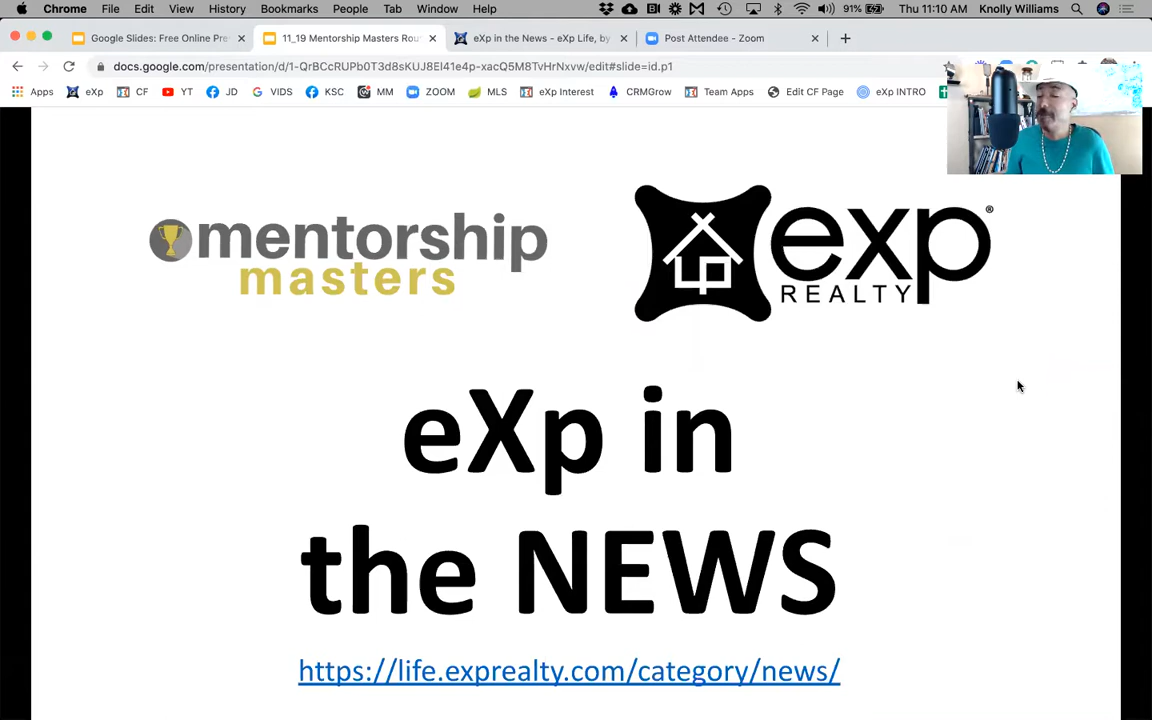 Chrome File Edit View History Bookmarks People Tab Window Help 91% Thu 11:10 AM Knolly Williams
Google Slides: Free Online Pre 11_19 Mentorship Masters Rou eXp in the News - eXp Life, by Post Attendee - Zoom
docs.google.com/presentation/d/1-QrBCcRUPb0T3d8sKUJ8EI41e4p-xacQ5M8TvHrNxvw/edit#slide=id.p1
Apps eXp CF YT JD VIDS KSC MM ZOOM MLS eXp Interest CRMGrow Team Apps Edit CF Page eXp INTRO
mentorship
masters
exp®
REALTY
eXp in
the NEWS
https://life.exprealty.com/category/news/